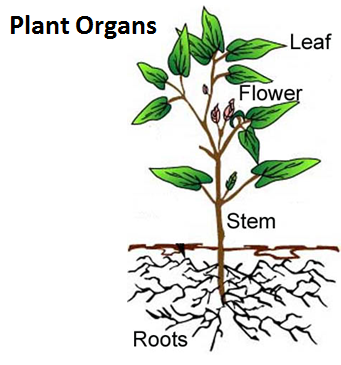 Plant Organs
Leaf
Flower
Stem
Roots